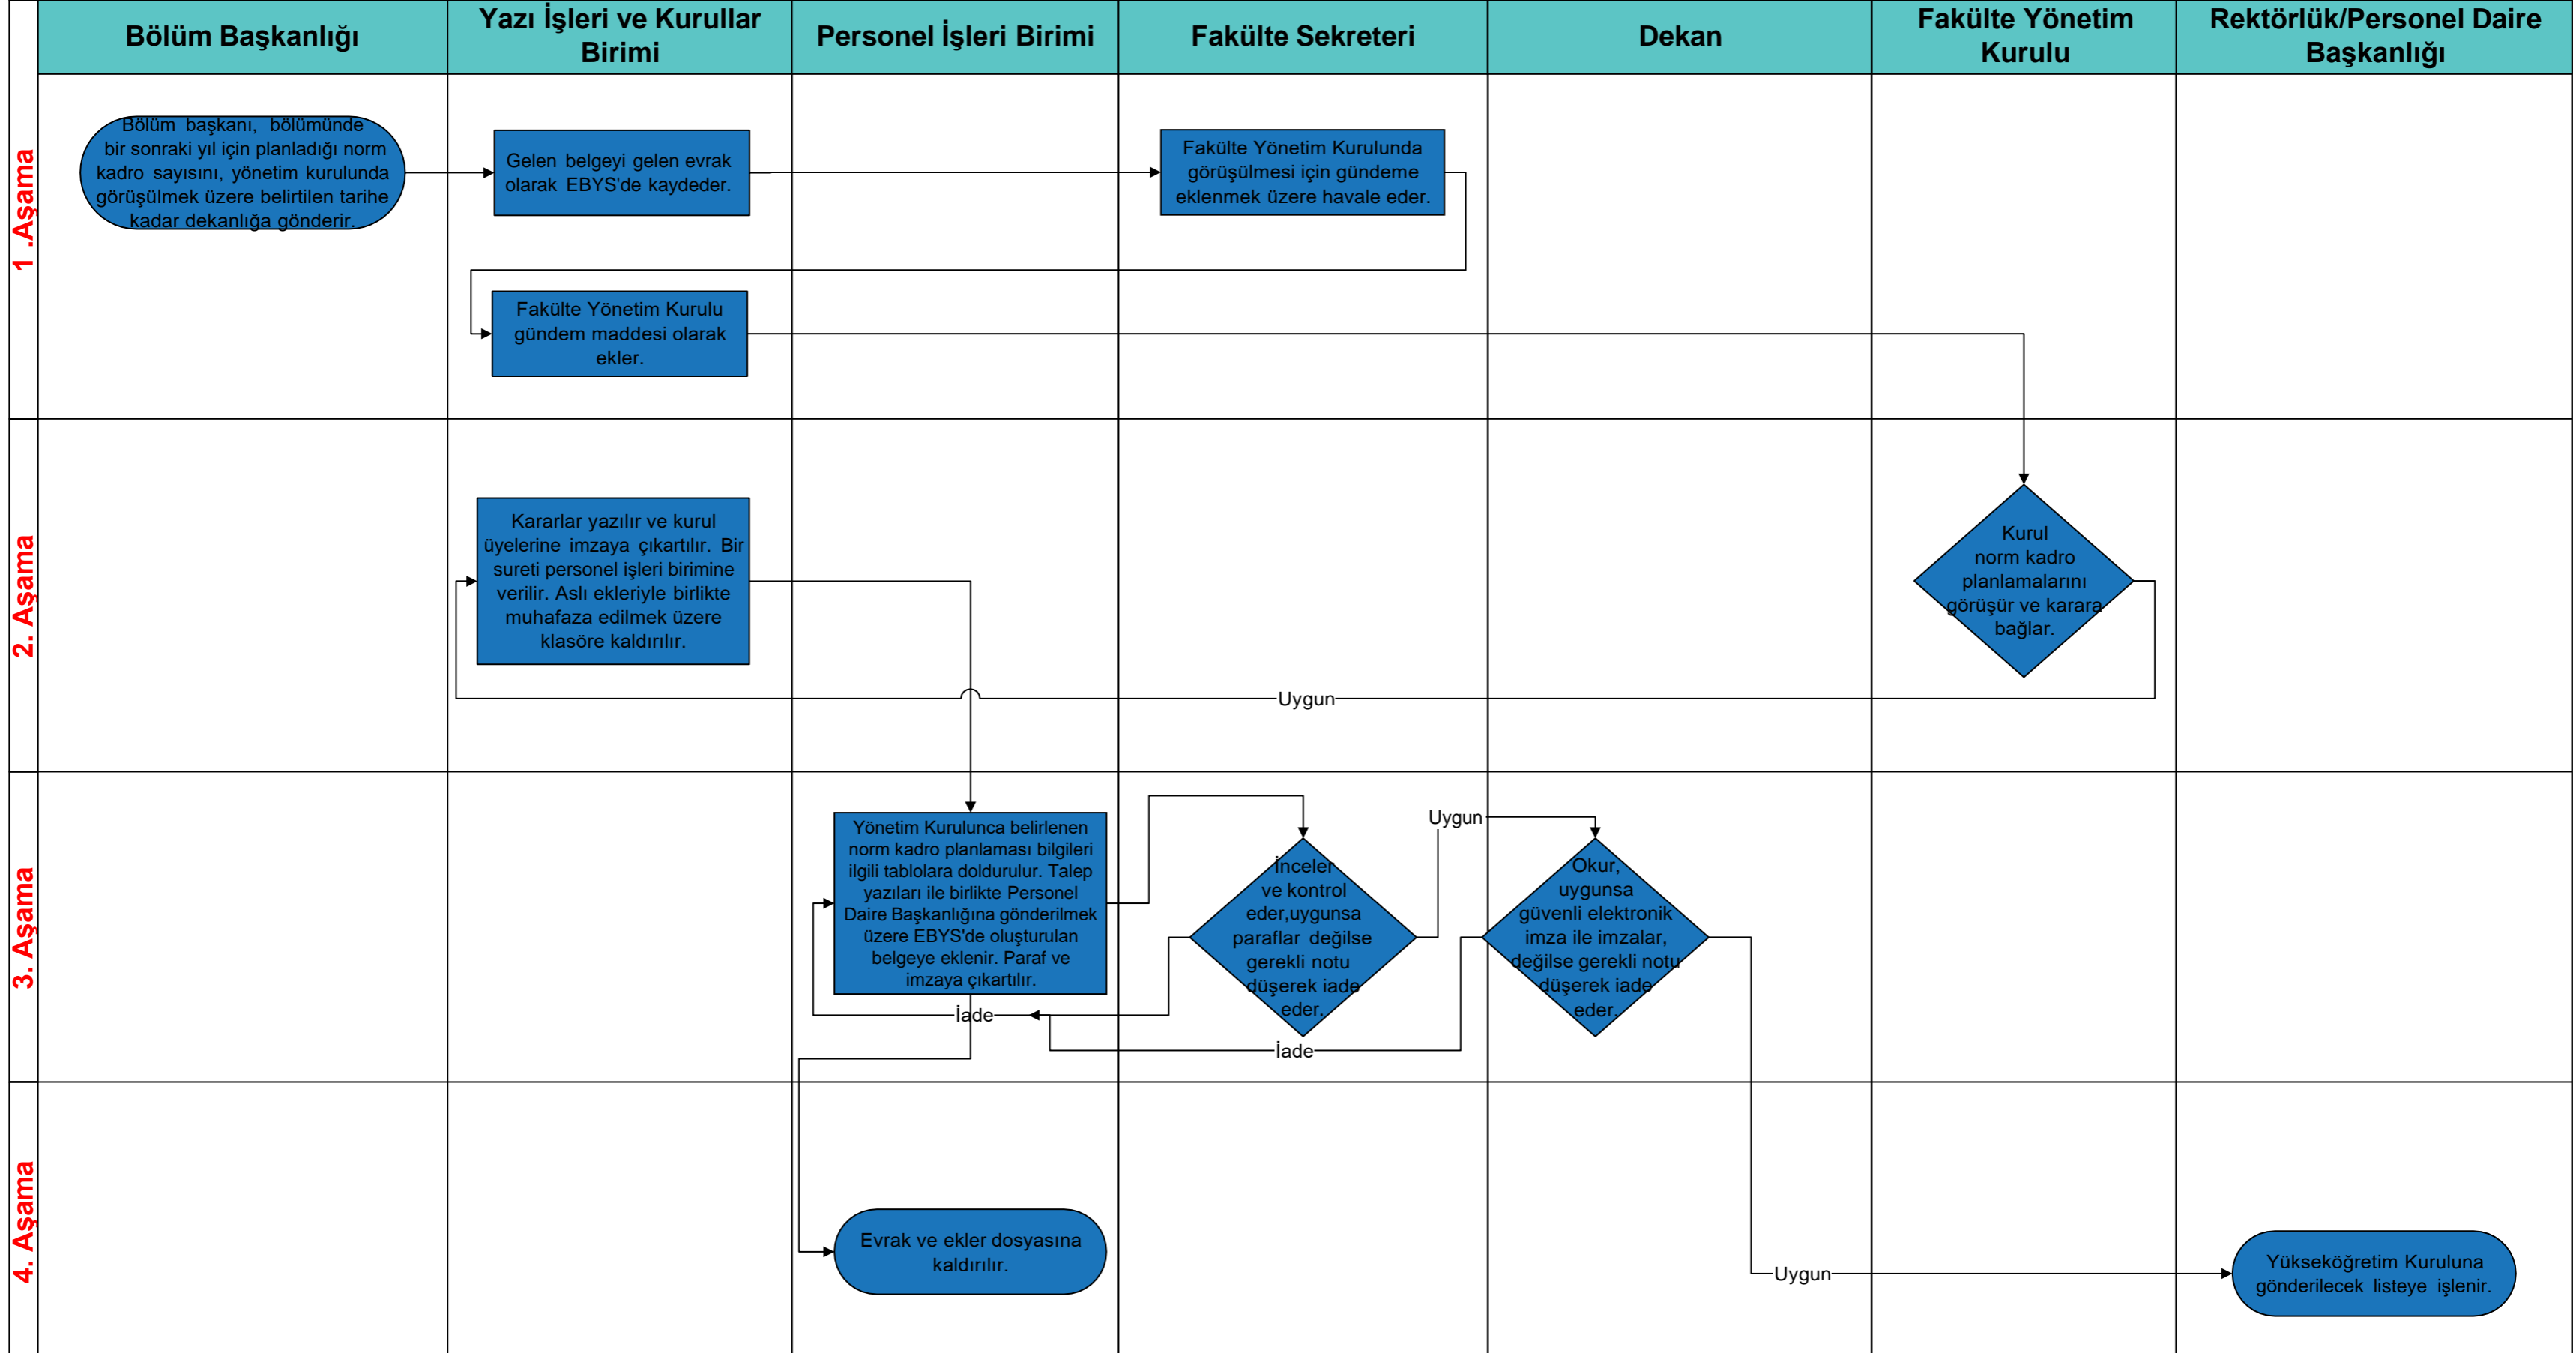 Bölüm Başkanlığı
Yazı İşleri ve Kurullar
Birimi
Personel İşleri Birimi
Fakülte Sekreteri
Dekan
Fakülte Yönetim
Kurulu
Rektörlük/Personel Daire
Başkanlığı
1 .Aşama
Bölüm başkanı, bölümünde
bir sonraki yıl için planladığı norm
kadro sayısını, yönetim kurulunda
görüşülmek üzere belirtilen tarihe
kadar dekanlığa gönderir.
Gelen belgeyi gelen evrak
olarak EBYS'de kaydeder.
Fakülte Yönetim Kurulunda
görüşülmesi için gündeme
eklenmek üzere havale eder.
Fakülte Yönetim Kurulu
gündem maddesi olarak
ekler.
2. Aşama
Kararlar yazılır ve kurul
üyelerine imzaya çıkartılır. Bir
sureti personel işleri birimine
verilir. Aslı ekleriyle birlikte
muhafaza edilmek üzere
klasöre kaldırılır.
Kurul
norm kadro
planlamalarını
görüşür ve karara
bağlar.
Uygun
3. Aşama
Yönetim Kurulunca belirlenen
norm kadro planlaması bilgileri
ilgili tablolara doldurulur. Talep
yazıları ile birlikte Personel
Daire Başkanlığına gönderilmek
üzere EBYS'de oluşturulan
belgeye eklenir. Paraf ve
imzaya çıkartılır.
İnceler
ve kontrol
eder,uygunsa
paraflar değilse
gerekli notu
düşerek iade
eder.
Uygun
Okur,
uygunsa
güvenli elektronik
imza ile imzalar,
değilse gerekli notu
düşerek iade
eder.
İade
İade
4. Aşama
Evrak ve ekler dosyasına
kaldırılır.
Uygun
Yükseköğretim Kuruluna
gönderilecek listeye işlenir.